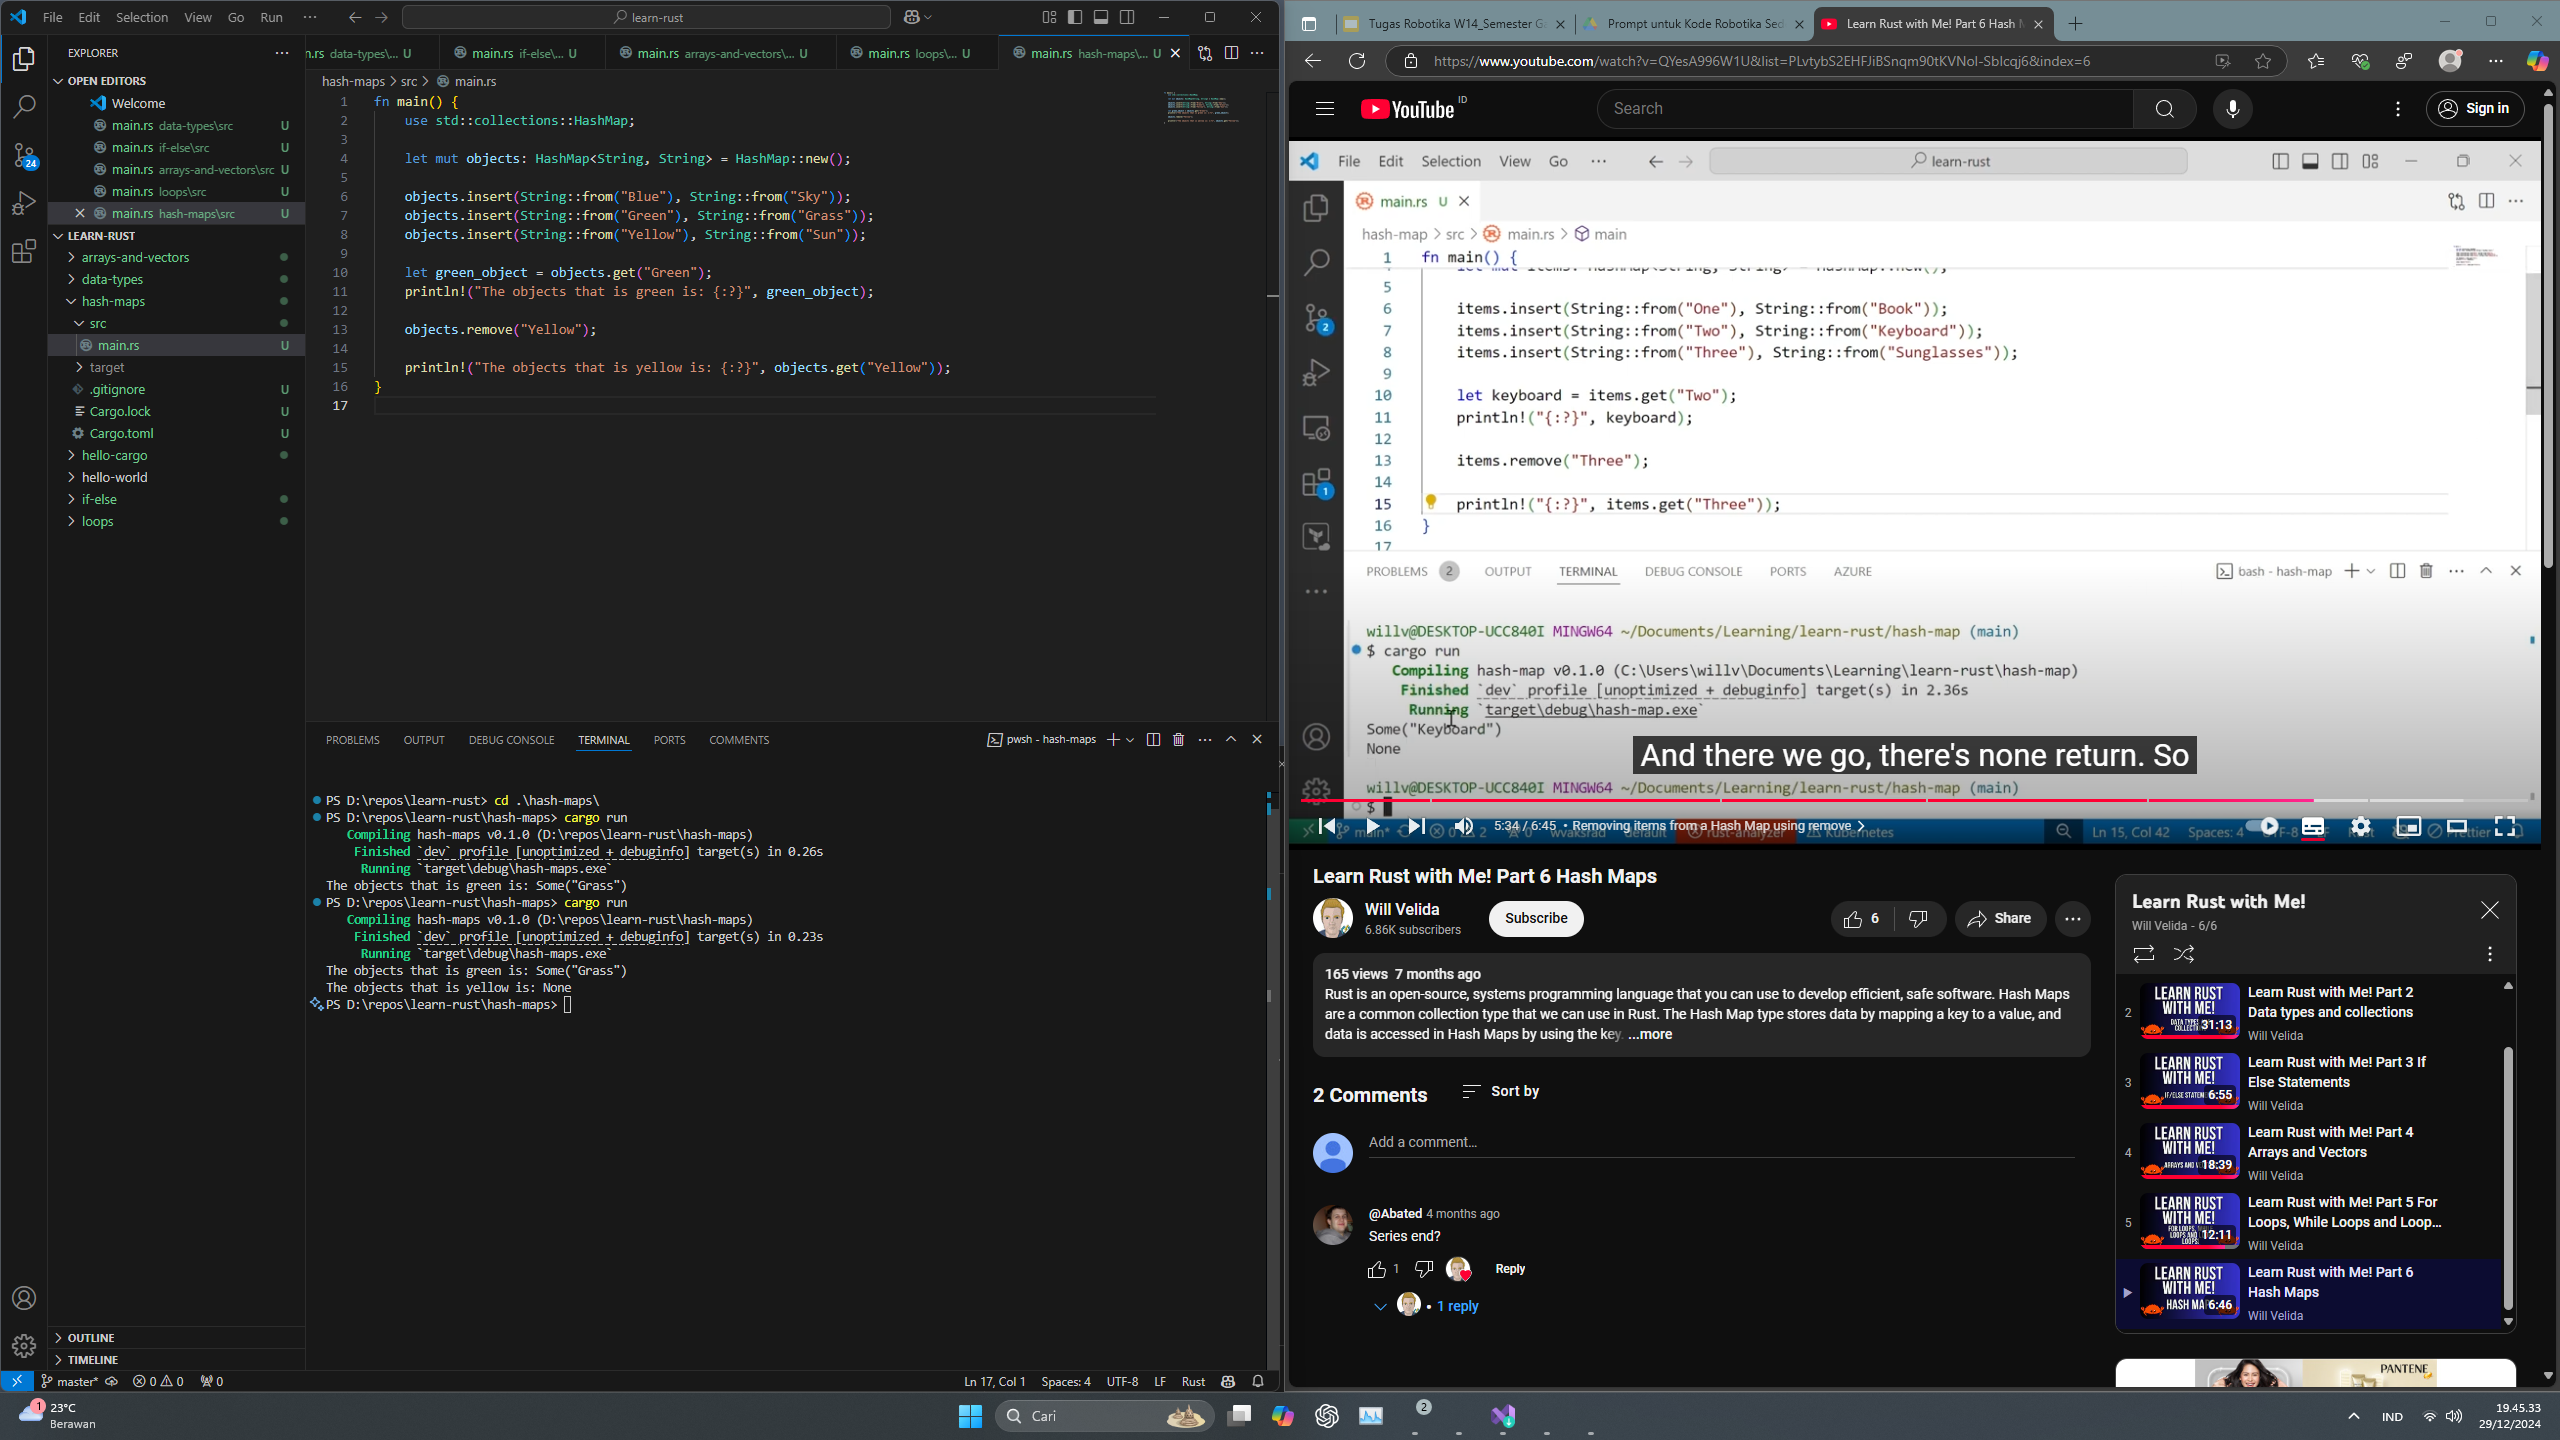 File Edit Selection View Go Run ··· learn-rust
EXPLORER
OPEN EDITORS
Welcome
main.rs data-types\src U
main.rs if-else\src U
main.rs arrays-and-vectors\src U
main.rs loops\src U
main.rs hash-maps\src U
LEARN-RUST
arrays-and-vectors
data-types
hash-maps
src
main.rs U
target
.gitignore U
Cargo.lock U
Cargo.toml U
hello-cargo
hello-world
if-else
loops
OUTLINE
TIMELINE
n.rs data-types\... U main.rs if-else\... U main.rs arrays-and-vectors\... U main.rs loops\... U main.rs hash-maps\... U
hash-maps > src > main.rs
1 fn main() {
2 use std::collections::HashMap;
3
4 let mut objects: HashMap<String, String> = HashMap::new();
5
6 objects.insert(String::from("Blue"), String::from("Sky"));
7 objects.insert(String::from("Green"), String::from("Grass"));
8 objects.insert(String::from("Yellow"), String::from("Sun"));
9
10 let green_object = objects.get("Green");
11 println!("The objects that is green is: {:?}", green_object);
12
13 objects.remove("Yellow");
14
15 println!("The objects that is yellow is: {:?}", objects.get("Yellow"));
16 }
17
PROBLEMS OUTPUT DEBUG CONSOLE TERMINAL PORTS COMMENTS pwsh - hash-maps
PS D:\repos\learn-rust> cd .\hash-maps\
PS D:\repos\learn-rust\hash-maps> cargo run
Compiling hash-maps v0.1.0 (D:\repos\learn-rust\hash-maps)
Finished `dev` profile [unoptimized + debuginfo] target(s) in 0.26s
Running `target\debug\hash-maps.exe`
The objects that is green is: Some("Grass")
PS D:\repos\learn-rust\hash-maps> cargo run
Compiling hash-maps v0.1.0 (D:\repos\learn-rust\hash-maps)
Finished `dev` profile [unoptimized + debuginfo] target(s) in 0.23s
Running `target\debug\hash-maps.exe`
The objects that is green is: Some("Grass")
The objects that is yellow is: None
PS D:\repos\learn-rust\hash-maps>
24
master* 0 0 0 Ln 17, Col 1 Spaces: 4 UTF-8 LF Rust
Tugas Robotika W14_Semester G Prompt untuk Kode Robotika Sed Learn Rust with Me! Part 6 Hash M
https://www.youtube.com/watch?v=QYesA996W1U&list=PLvtybS2EHFJiBSnqm90tKVNol-SbIcqj6&index=6
YouTube ID Search Sign in
File Edit Selection View Go ··· learn-rust
main.rs U
hash-map > src > main.rs > main
1 fn main() {
let mut items: HashMap<String, String> = HashMap::new();
5
6 items.insert(String::from("One"), String::from("Book"));
7 items.insert(String::from("Two"), String::from("Keyboard"));
8 items.insert(String::from("Three"), String::from("Sunglasses"));
9
10 let keyboard = items.get("Two");
11 println!("{:?}", keyboard);
12
13 items.remove("Three");
14
15 println!("{:?}", items.get("Three"));
16 }
17
2
1
PROBLEMS 2 OUTPUT TERMINAL DEBUG CONSOLE PORTS AZURE bash - hash-map
willv@DESKTOP-UCC840I MINGW64 ~/Documents/Learning/learn-rust/hash-map (main)
$ cargo run
Compiling hash-map v0.1.0 (C:\Users\willv\Documents\Learning\learn-rust\hash-map)
Finished `dev` profile [unoptimized + debuginfo] target(s) in 2.36s
Running `target\debug\hash-map.exe`
Some("Keyboard")
None
And there we go, there's none return. So
willv@DESKTOP-UCC840I MINGW64 ~/Documents/Learning/learn-rust/hash-map (main)
$
5:34 / 6:45 • Removing items from a Hash Map using remove
main* default rust-analyzer Kubernetes Ln 15, Col 42 Spaces: 4 Prettier
Learn Rust with Me! Part 6 Hash Maps
Will Velida
6.86K subscribers
Subscribe
6 Share
165 views 7 months ago
Rust is an open-source, systems programming language that you can use to develop efficient, safe software. Hash Maps
are a common collection type that we can use in Rust. The Hash Map type stores data by mapping a key to a value, and
data is accessed in Hash Maps by using the key. ...more
2 Comments Sort by
Add a comment...
@Abated 4 months ago
Series end?
1 Reply
• 1 reply
Learn Rust with Me!
Will Velida - 6/6
2 LEARN RUST WITH ME! 31:13
Learn Rust with Me! Part 2
Data types and collections
Will Velida
3 LEARN RUST WITH ME! 6:55
Learn Rust with Me! Part 3 If
Else Statements
Will Velida
4 LEARN RUST WITH ME! 18:39
Learn Rust with Me! Part 4
Arrays and Vectors
Will Velida
5 LEARN RUST WITH ME! 12:11
Learn Rust with Me! Part 5 For
Loops, While Loops and Loop...
Will Velida
LEARN RUST WITH ME! 6:46
Learn Rust with Me! Part 6
Hash Maps
Will Velida
PANTENE
1
23°C
Berawan
Cari
2
IND
19.45.33
29/12/2024